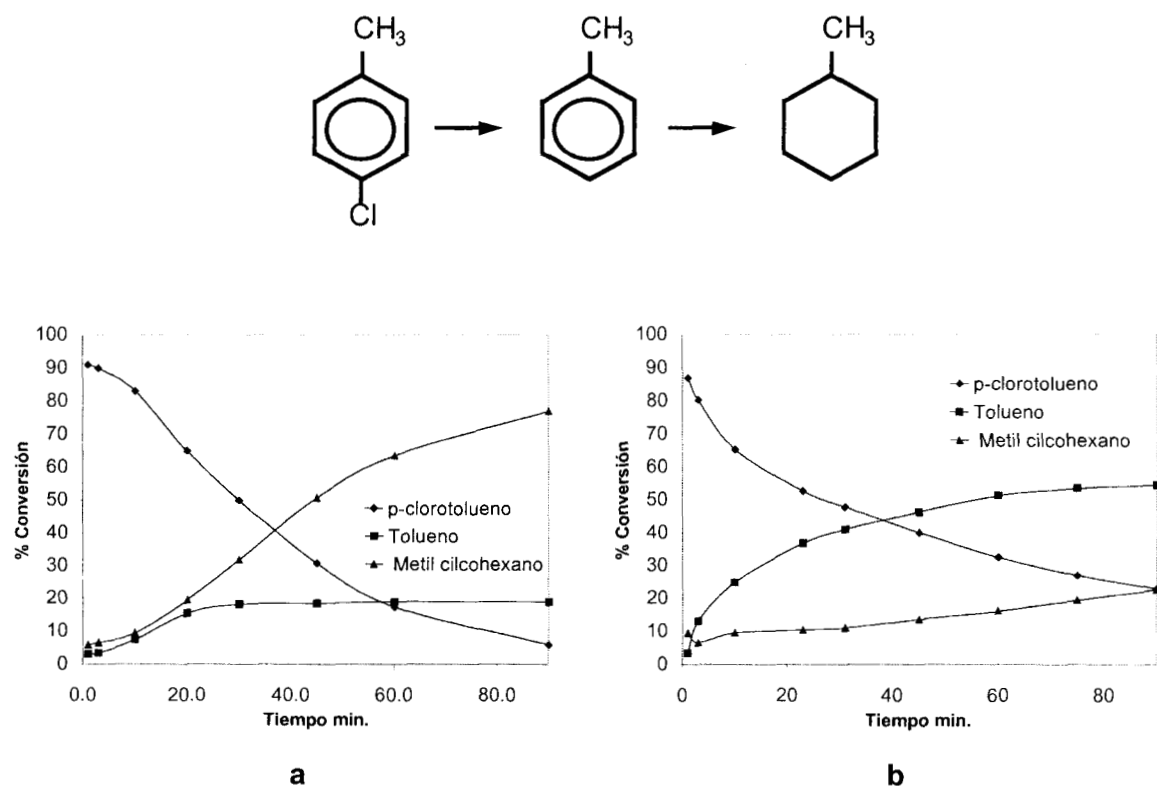 CH3 CH3 CH3
Cl
100
90
80
70
60
50
40
30
20
10
0
% Conversión
p-clorotolueno
Tolueno
Metil cilcohexano
0.0 20.0 40.0 60.0 80.0
Tiempo min.
a
100
90
80
70
60
50
40
30
20
10
0
% Conversión
p-clorotolueno
Tolueno
Metil cilcohexano
0 20 40 60 80
Tiempo min.
b